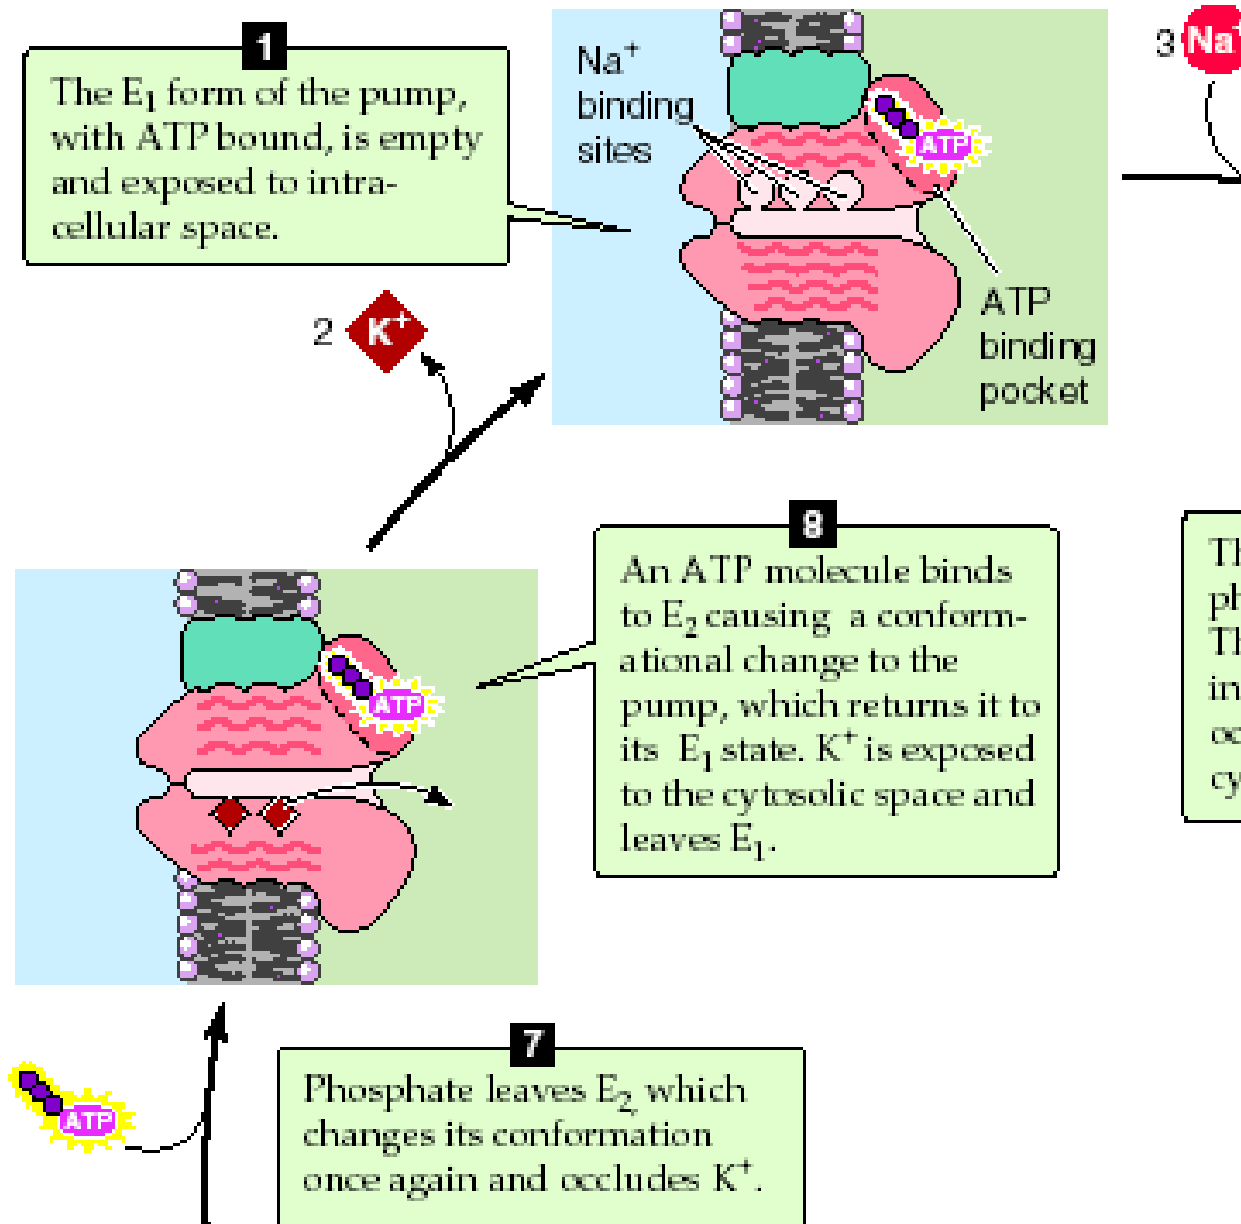 1
The E₁ form of the pump,
with ATP bound, is empty
and exposed to intra-
cellular space.
Na⁺
binding
sites
ATP
ATP
binding
pocket
3 Na⁺
2 K⁺
8
An ATP molecule binds
to E₂ causing a conform-
ational change to the
pump, which returns it to
its E₁ state. K⁺ is exposed
to the cytosolic space and
leaves E₁.
ATP
7
Phosphate leaves E₂ which
changes its conformation
once again and occludes K⁺.
ATP